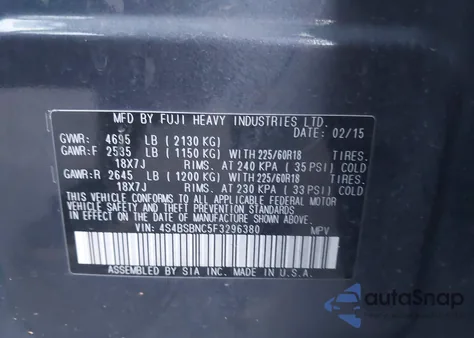 MFD BY FUJI HEAVY INDUSTRIES LTD.
DATE: 02/15
GVWR: 4695 LB ( 2130 KG)
GAWR:F 2535 LB ( 1150 KG) WITH 225/60R18 TIRES.
18X7J RIMS. AT 240 KPA ( 35 PSI) COLD
GAWR:R 2645 LB ( 1200 KG) WITH 225/60R18 TIRES.
18X7J RIMS. AT 230 KPA ( 33 PSI) COLD
THIS VEHICLE CONFORMS TO ALL APPLICABLE FEDERAL MOTOR
VEHICLE SAFETY AND THEFT PREVENTION STANDARDS IN
EFFECT ON THE DATE OF MANUFACTURE SHOWN ABOVE.
VIN: 4S4BSBNC5F3296380 MPV
ASSEMBLED BY SIA INC. MADE IN U.S.A.
autoSnap